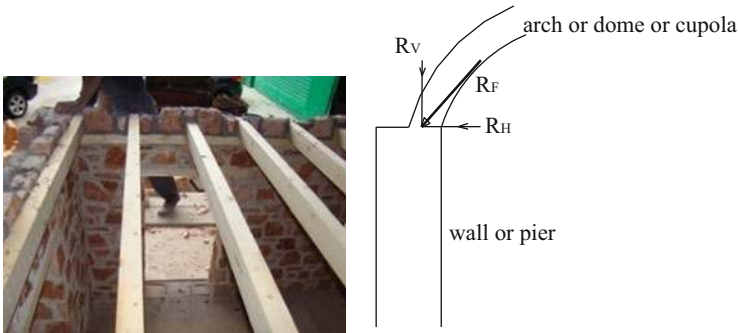 arch or dome or cupola
RV
RF
RH
wall or pier